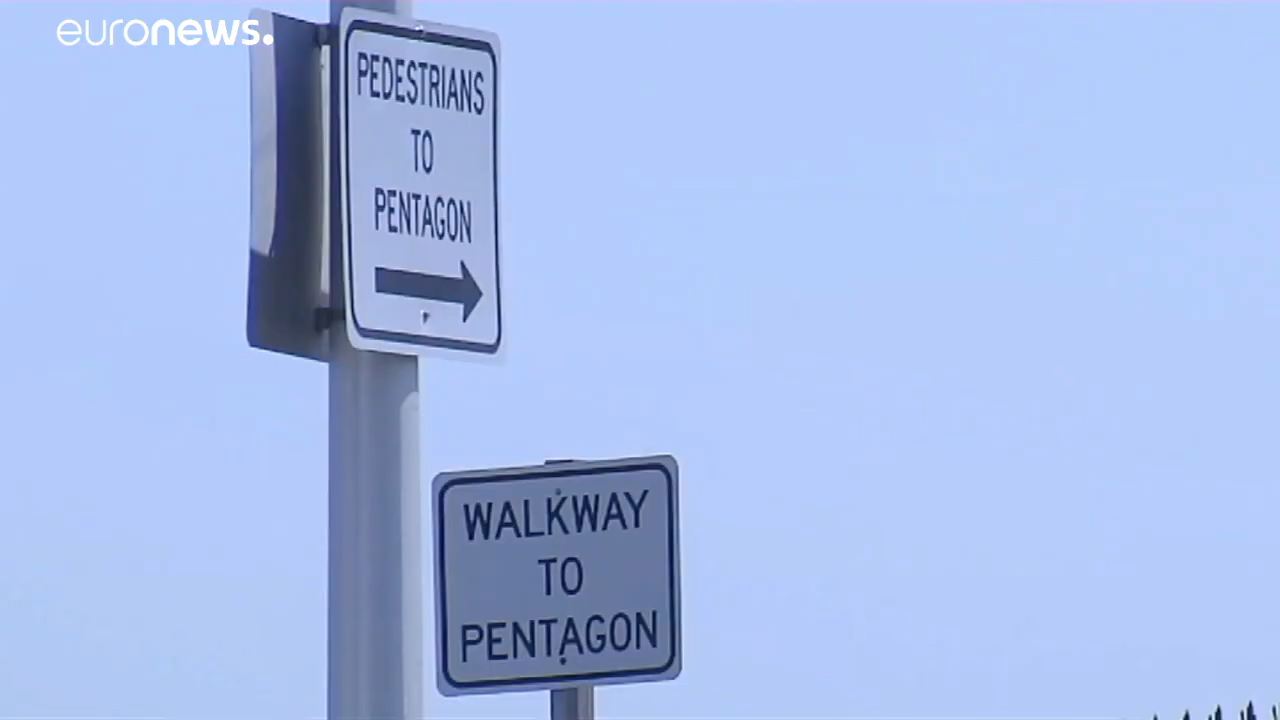 euronews.
PEDESTRIANS
TO
PENTAGON
WALKWAY
TO
PENTAGON